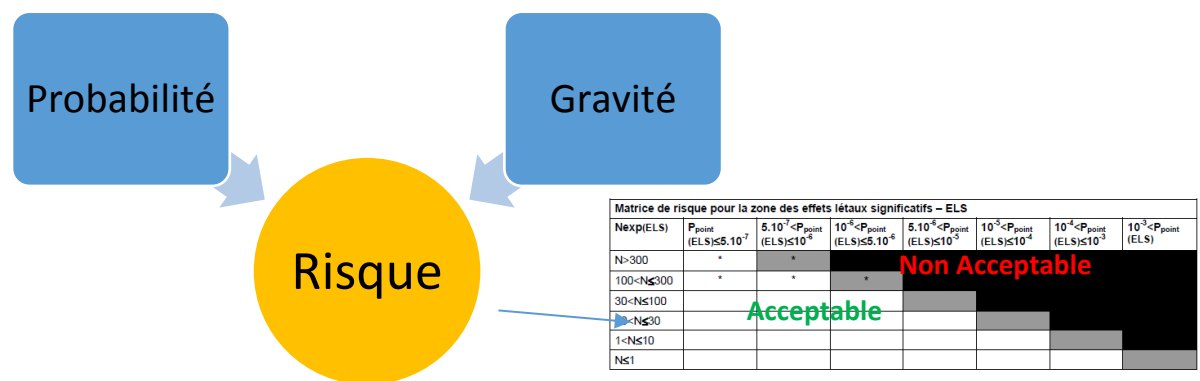 Probabilité
Gravité
Risque
Matrice de risque pour la zone des effets létaux significatifs – ELS
Nexp(ELS) Ppoint (ELS)≤5.10-7 5.10-7<Ppoint (ELS)≤10-6 10-6<Ppoint (ELS)≤5.10-6 5.10-6<Ppoint (ELS)≤10-5 10-5<Ppoint (ELS)≤10-4 10-4<Ppoint (ELS)≤10-3 10-3<Ppoint (ELS)
N>300 * *
Non Acceptable
100<N≤300 * * *
30<N≤100
Acceptable
<N≤30
1<N≤10
N≤1